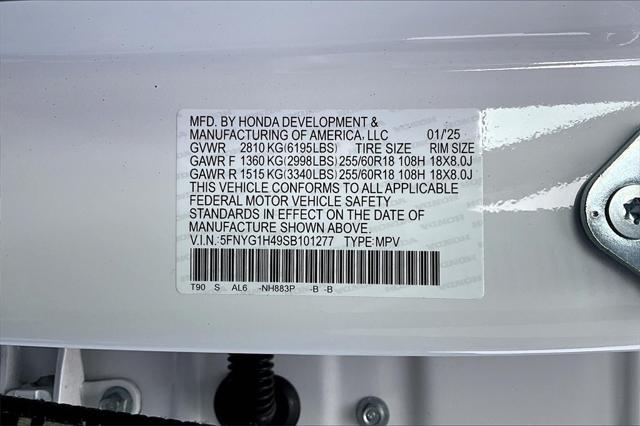 MFD. BY HONDA DEVELOPMENT &
MANUFACTURING OF AMERICA, LLC 01/'25
GVWR 2810 KG(6195LBS) TIRE SIZE RIM SIZE
GAWR F 1360 KG(2998LBS) 255/60R18 108H 18X8.0J
GAWR R 1515 KG(3340LBS) 255/60R18 108H 18X8.0J
THIS VEHICLE CONFORMS TO ALL APPLICABLE
FEDERAL MOTOR VEHICLE SAFETY
STANDARDS IN EFFECT ON THE DATE OF
MANUFACTURE SHOWN ABOVE.
V.I.N.:5FNYG1H49SB101277 TYPE:MPV
T90 S AL6 -NH883P -B -B